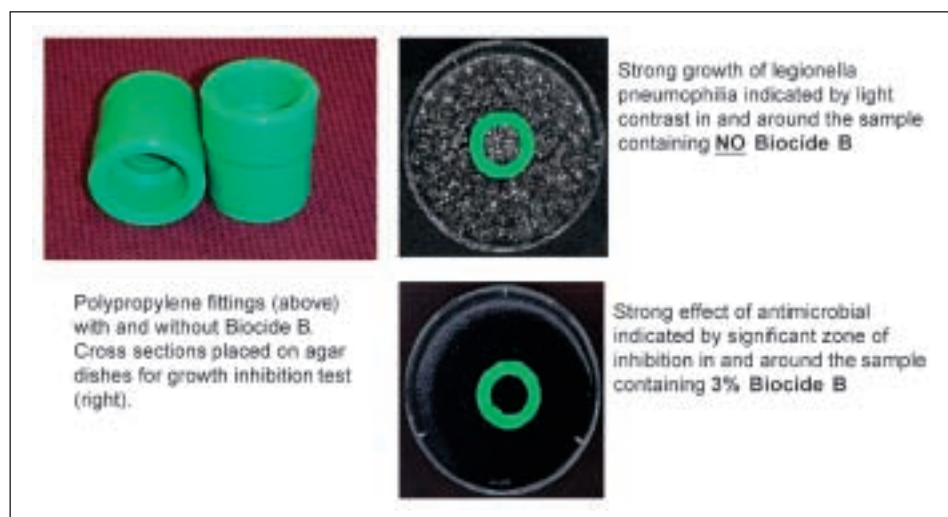 Strong growth of legionella
pneumophilia indicated by light
contrast in and around the sample
containing NO Biocide B
Polypropylene fittings (above)
with and without Biocide B.
Cross sections placed on agar
dishes for growth inhibition test
(right).
Strong effect of antimicrobial
indicated by significant zone of
inhibition in and around the sample
containing 3% Biocide B